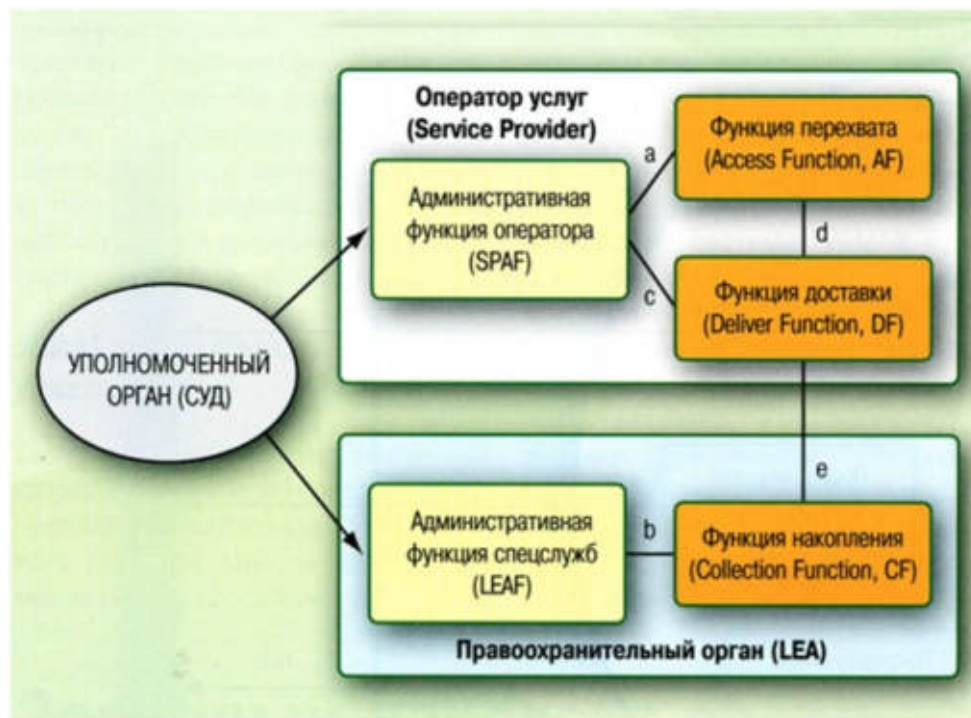 Оператор услуг
(Service Provider)
Функция перехвата
(Access Function, AF)
a
Административная
функция оператора
(SPAF)
d
c
Функция доставки
(Deliver Function, DF)
УПОЛНОМОЧЕННЫЙ
ОРГАН (СУД)
e
Административная
функция спецслужб
(LEAF)
b
Функция накопления
(Collection Function, CF)
Правоохранительный орган (LEA)